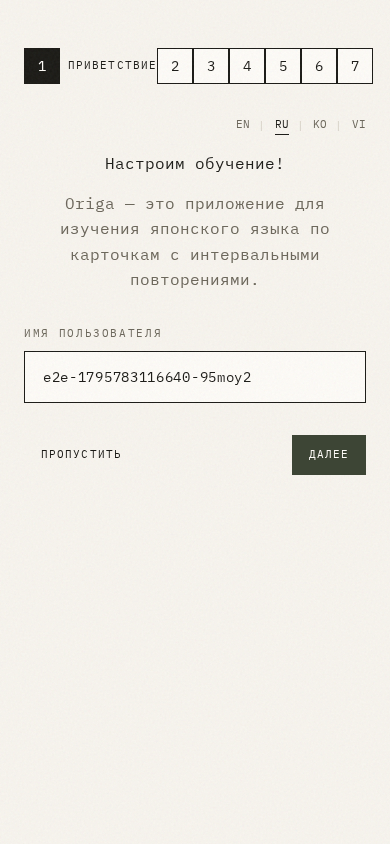 1 ПРИВЕТСТВИЕ 2 3 4 5 6 7
EN | RU | KO | VI
Настроим обучение!
Origa — это приложение для
изучения японского языка по
карточкам с интервальными
повторениями.
ИМЯ ПОЛЬЗОВАТЕЛЯ
e2e-1795783116640-95moy2
ПРОПУСТИТЬ ДАЛЕЕ